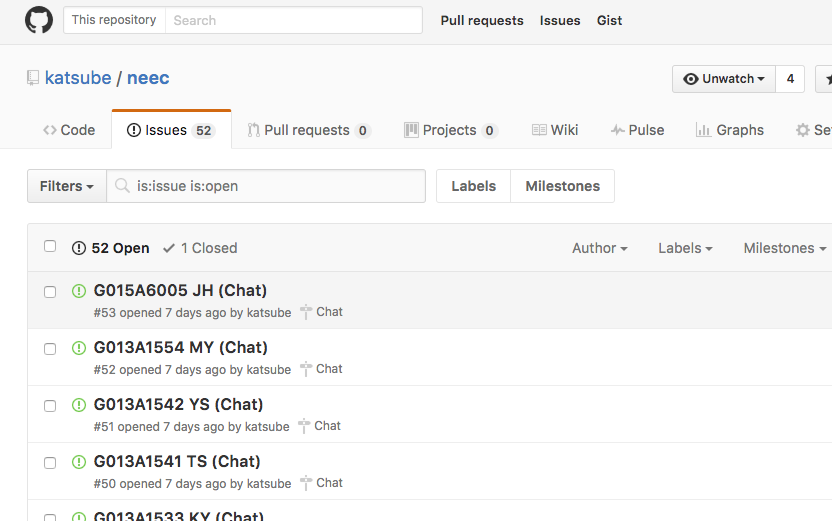 This repository Search Pull requests Issues Gist
katsube / neec Unwatch 4
Code Issues 52 Pull requests 0 Projects 0 Wiki Pulse Graphs Se
Filters is:issue is:open Labels Milestones
52 Open 1 Closed Author Labels Milestones
G015A6005 JH (Chat)
#53 opened 7 days ago by katsube Chat
G013A1554 MY (Chat)
#52 opened 7 days ago by katsube Chat
G013A1542 YS (Chat)
#51 opened 7 days ago by katsube Chat
G013A1541 TS (Chat)
#50 opened 7 days ago by katsube Chat
G013A1533 KY (Chat)